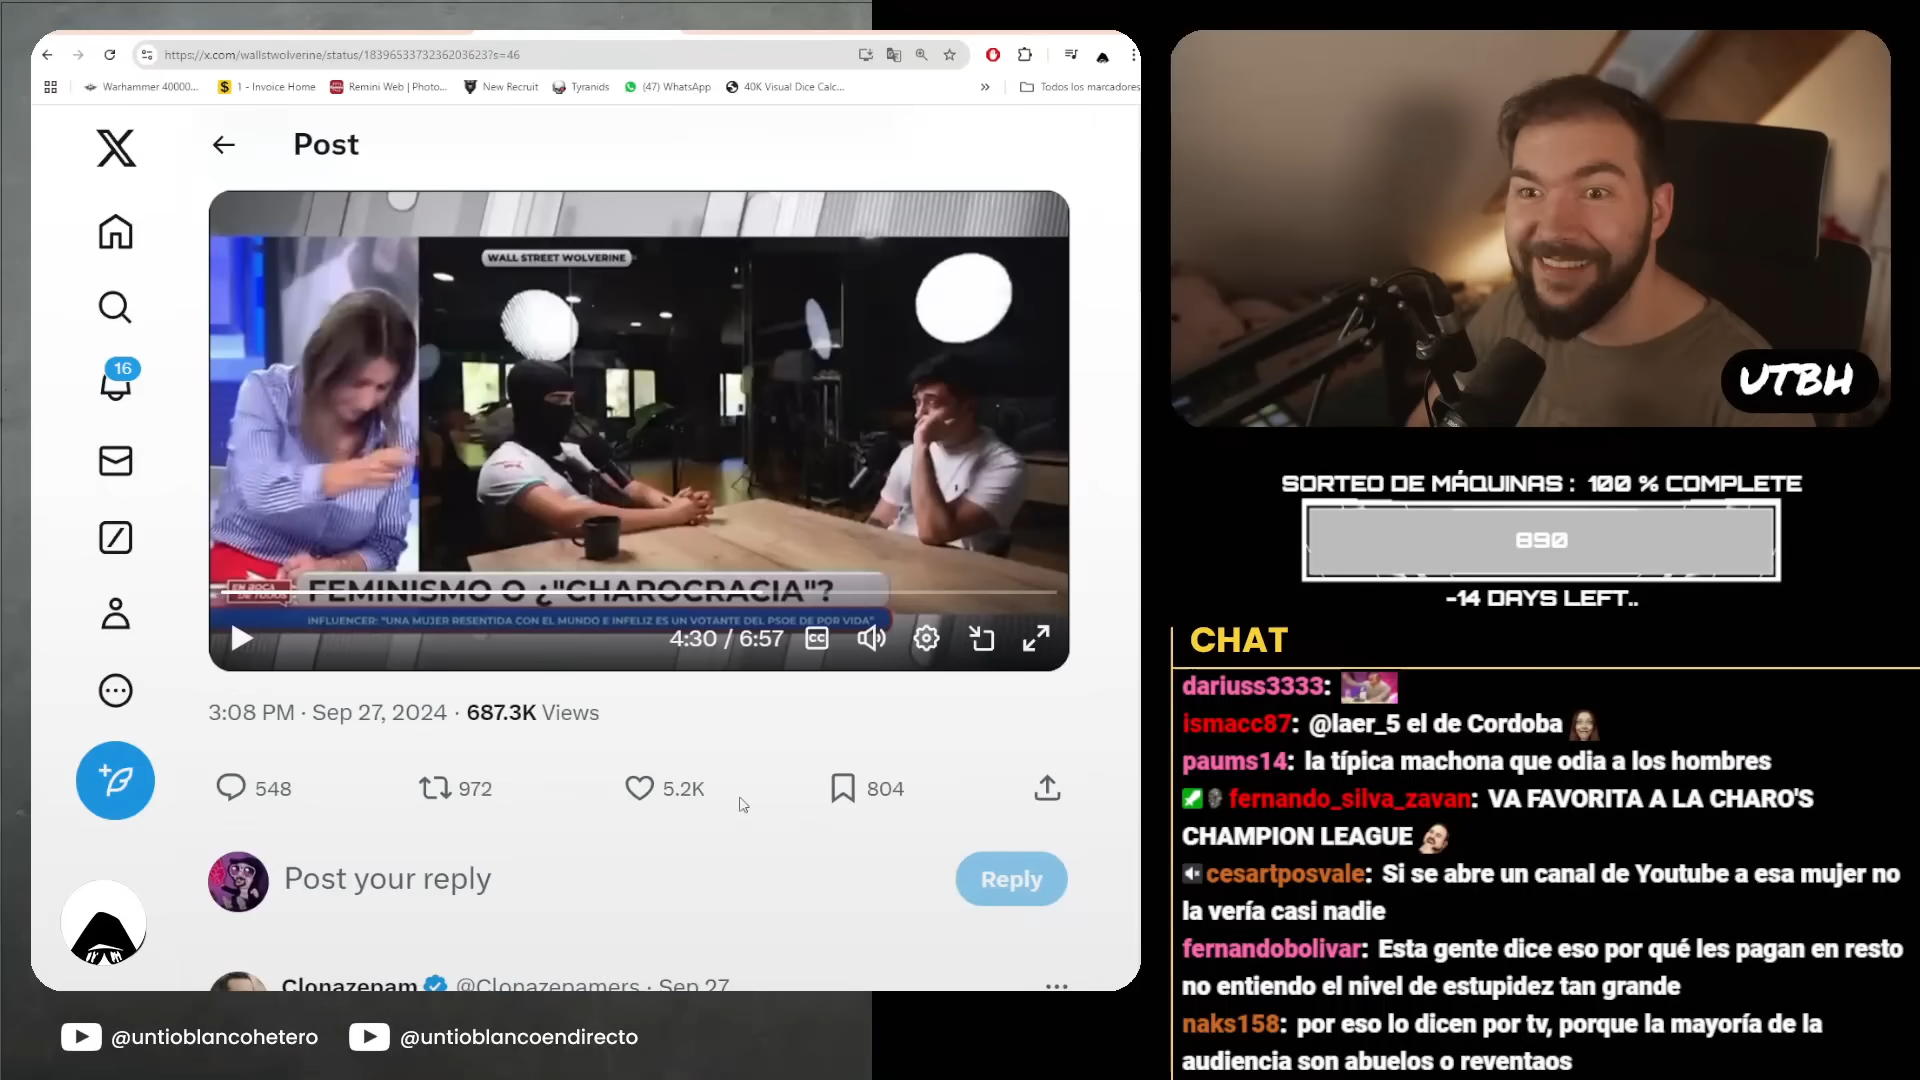 https://x.com/wallstwolverine/status/1839653373236203623?s=46
Warhammer 40000...
1 - Invoice Home
Remini Web | Photo...
New Recruit
Tyranids
(47) WhatsApp
40K Visual Dice Calc...
»
Todos los marcadores
Post
16
WALL STREET WOLVERINE
EN BOCA DE TODOS
FEMINISMO O ¿"CHAROCRACIA"?
INFLUENCER: "UNA MUJER RESENTIDA CON EL MUNDO E INFELIZ ES UN VOTANTE DEL PSOE DE POR VIDA"
4:30 / 6:57
CC
3:08 PM · Sep 27, 2024 · 687.3K Views
548
972
5.2K
804
Post your reply
Reply
Clonazepam @Clonazepamers · Sep 27
@untioblancohetero
@untioblancoendirecto
UTBH
SORTEO DE MÁQUINAS : 100 % COMPLETE
890
-14 DAYS LEFT..
CHAT
dariuss3333:
ismacc87: @laer_5 el de Cordoba
paums14: la típica machona que odia a los hombres
fernando_silva_zavan: VA FAVORITA A LA CHARO'S
CHAMPION LEAGUE
cesartposvale: Si se abre un canal de Youtube a esa mujer no
la vería casi nadie
fernandobolivar: Esta gente dice eso por qué les pagan en resto
no entiendo el nivel de estupidez tan grande
naks158: por eso lo dicen por tv, porque la mayoría de la
audiencia son abuelos o reventaos